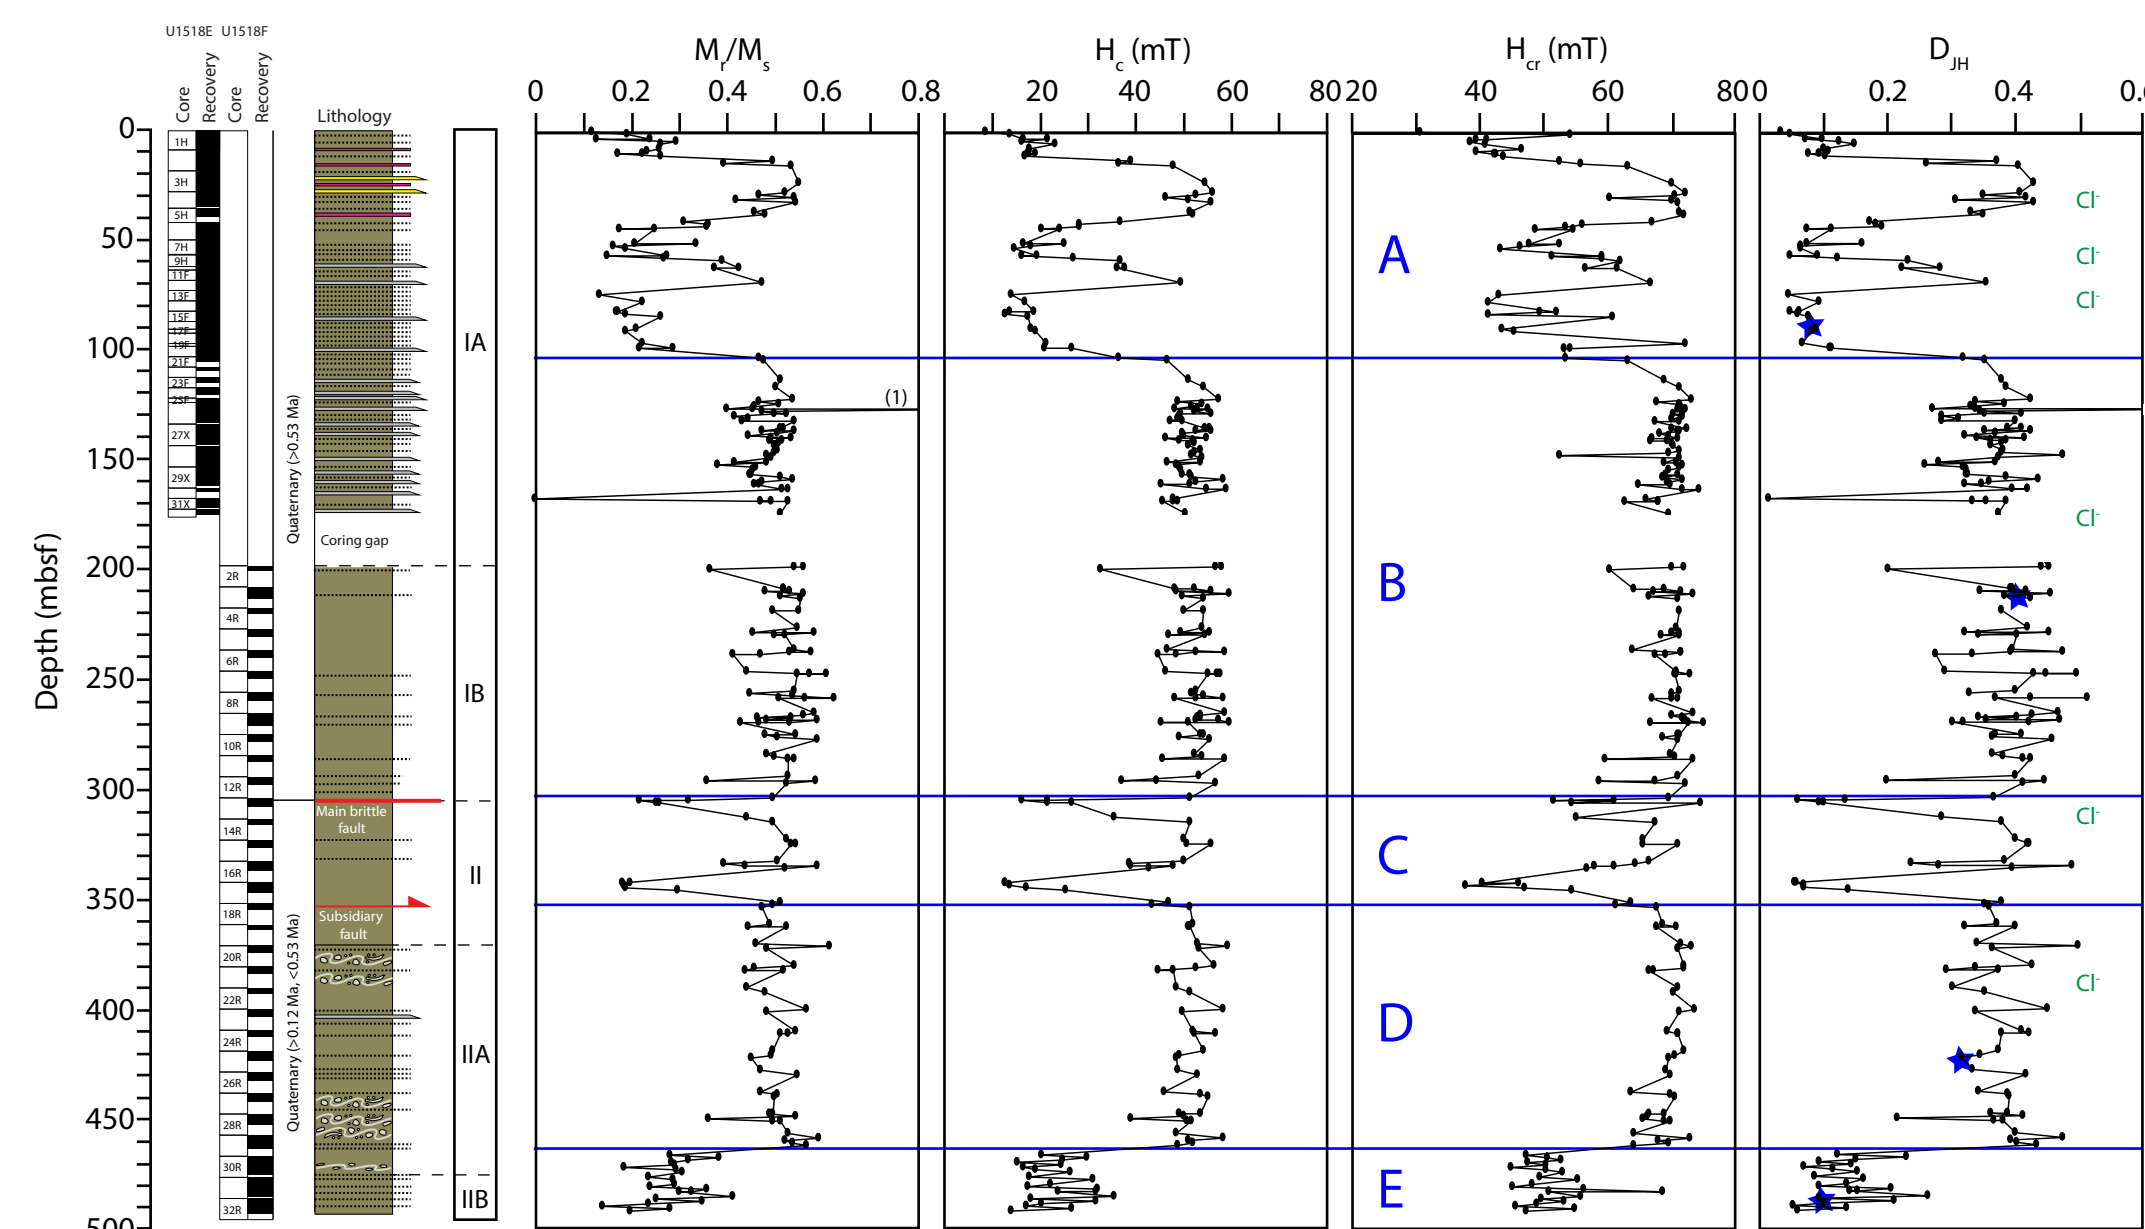 U1518E U1518F
Core
Recovery
Core
Recovery
Lithology
Mr/Ms
Hc (mT)
Hcr (mT)
DJH
0 0.2 0.4 0.6 0.8
20 40 60 80
20 40 60 80
0 0.2 0.4 0.
Depth (mbsf)
0
50
100
150
200
250
300
350
400
450
500
1H
3H
5H
7H
9H
11F
13F
15F
17F
19F
21F
23F
25F
27X
29X
31X
2R
4R
6R
8R
10R
12R
14R
16R
18R
20R
22R
24R
26R
28R
30R
32R
Quaternary (>0.53 Ma)
Quaternary (>0.12 Ma, <0.53 Ma)
Coring gap
Main brittle
fault
Subsidiary
fault
IA
IB
II
IIA
IIB
(1)
A
B
C
D
E
Cl-
Cl-
Cl-
Cl-
Cl-
Cl-